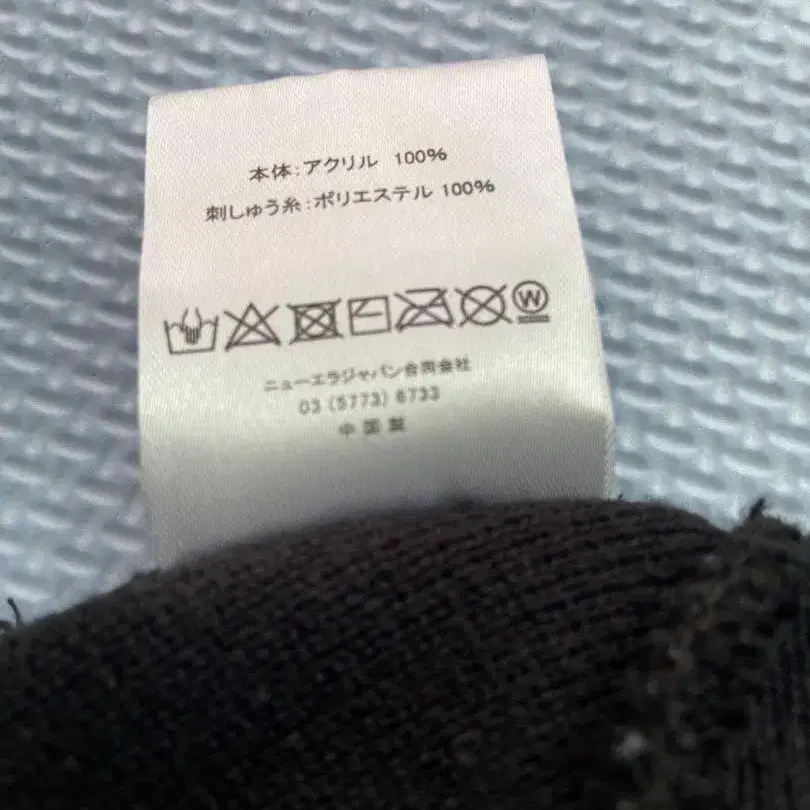 本体:アクリル 100%
刺しゅう糸:ポリエステル 100%
W
ニューエラジャパン合同会社
03 (5773) 6733
中国製